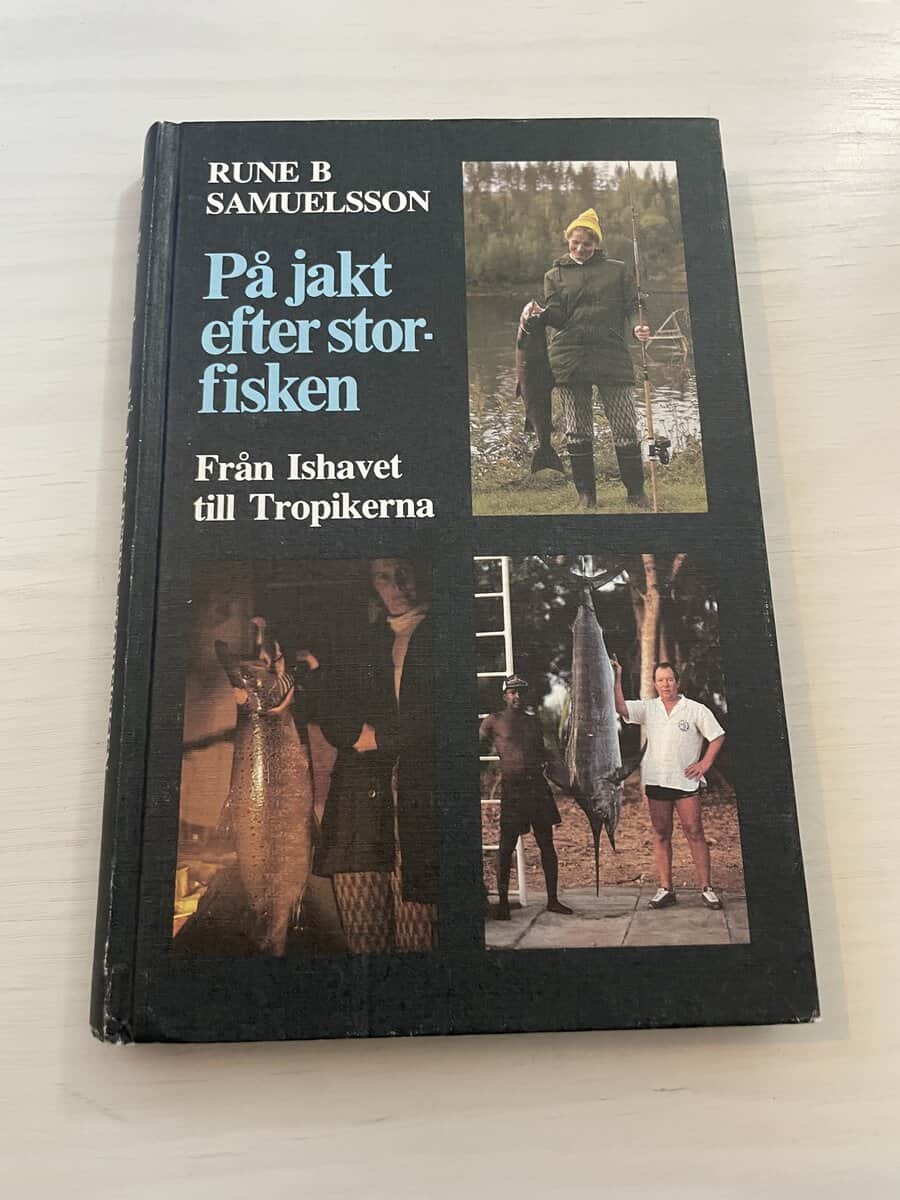 RUNE B
SAMUELSSON
På jakt
efter stor-
fisken
Från Ishavet
till Tropikerna